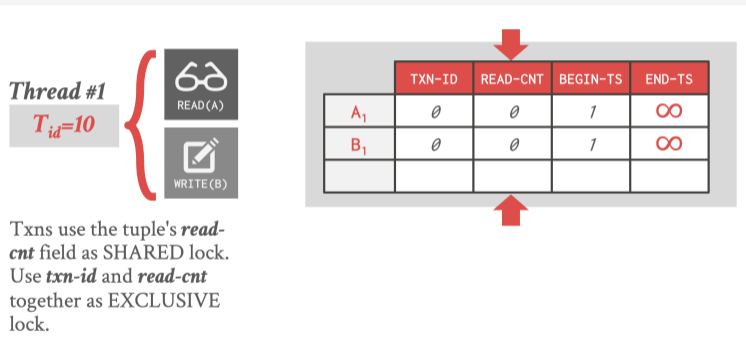 Thread #1
Tid=10
READ(A)
WRITE(B)
Txns use the tuple's read-
cnt field as SHARED lock.
Use txn-id and read-cnt
together as EXCLUSIVE
lock.
TXN-ID READ-CNT BEGIN-TS END-TS
A1 0 0 1 ∞
B1 0 0 1 ∞